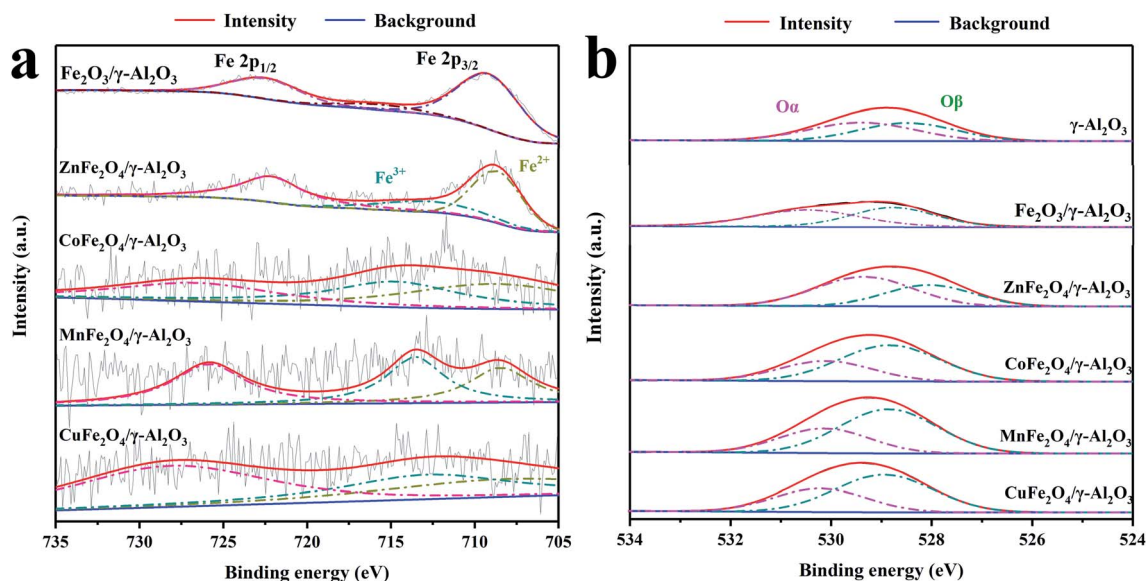 Intensity Background
a
Fe₂O₃/γ-Al₂O₃
Fe 2p₁/₂
Fe 2p₃/₂
ZnFe₂O₄/γ-Al₂O₃
Fe³⁺
Fe²⁺
CoFe₂O₄/γ-Al₂O₃
MnFe₂O₄/γ-Al₂O₃
CuFe₂O₄/γ-Al₂O₃
Intensity (a.u.)
735 730 725 720 715 710 705
Binding energy (eV)
Intensity Background
b
Oα
Oβ
γ-Al₂O₃
Fe₂O₃/γ-Al₂O₃
ZnFe₂O₄/γ-Al₂O₃
CoFe₂O₄/γ-Al₂O₃
MnFe₂O₄/γ-Al₂O₃
CuFe₂O₄/γ-Al₂O₃
Intensity (a.u.)
534 532 530 528 526 524
Binding energy (eV)